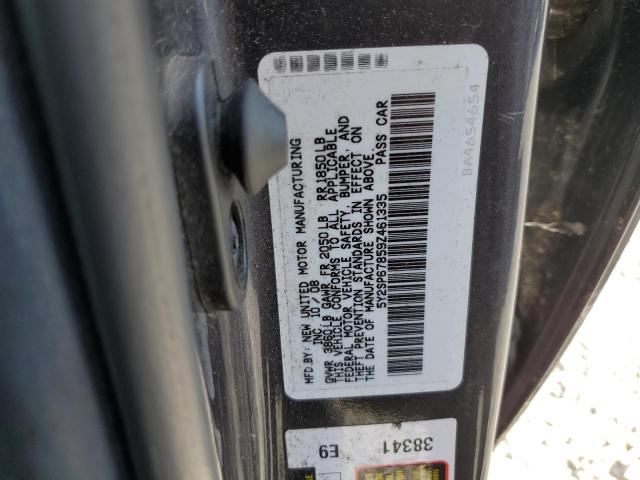 MFD.BY: NEW UNITED MOTOR MANUFACTURING
INC. 10/08
GVWR 3860LB GAWR FR 2050LB RR 1850LB
THIS VEHICLE CONFORMS TO ALL APPLICABLE
FEDERAL MOTOR VEHICLE SAFETY, BUMPER, AND
THEFT PREVENTION STANDARDS IN EFFECT ON
THE DATE OF MANUFACTURE SHOWN ABOVE.
5Y2SP67859Z461335 PASS CAR
BA4654654
E9 38341